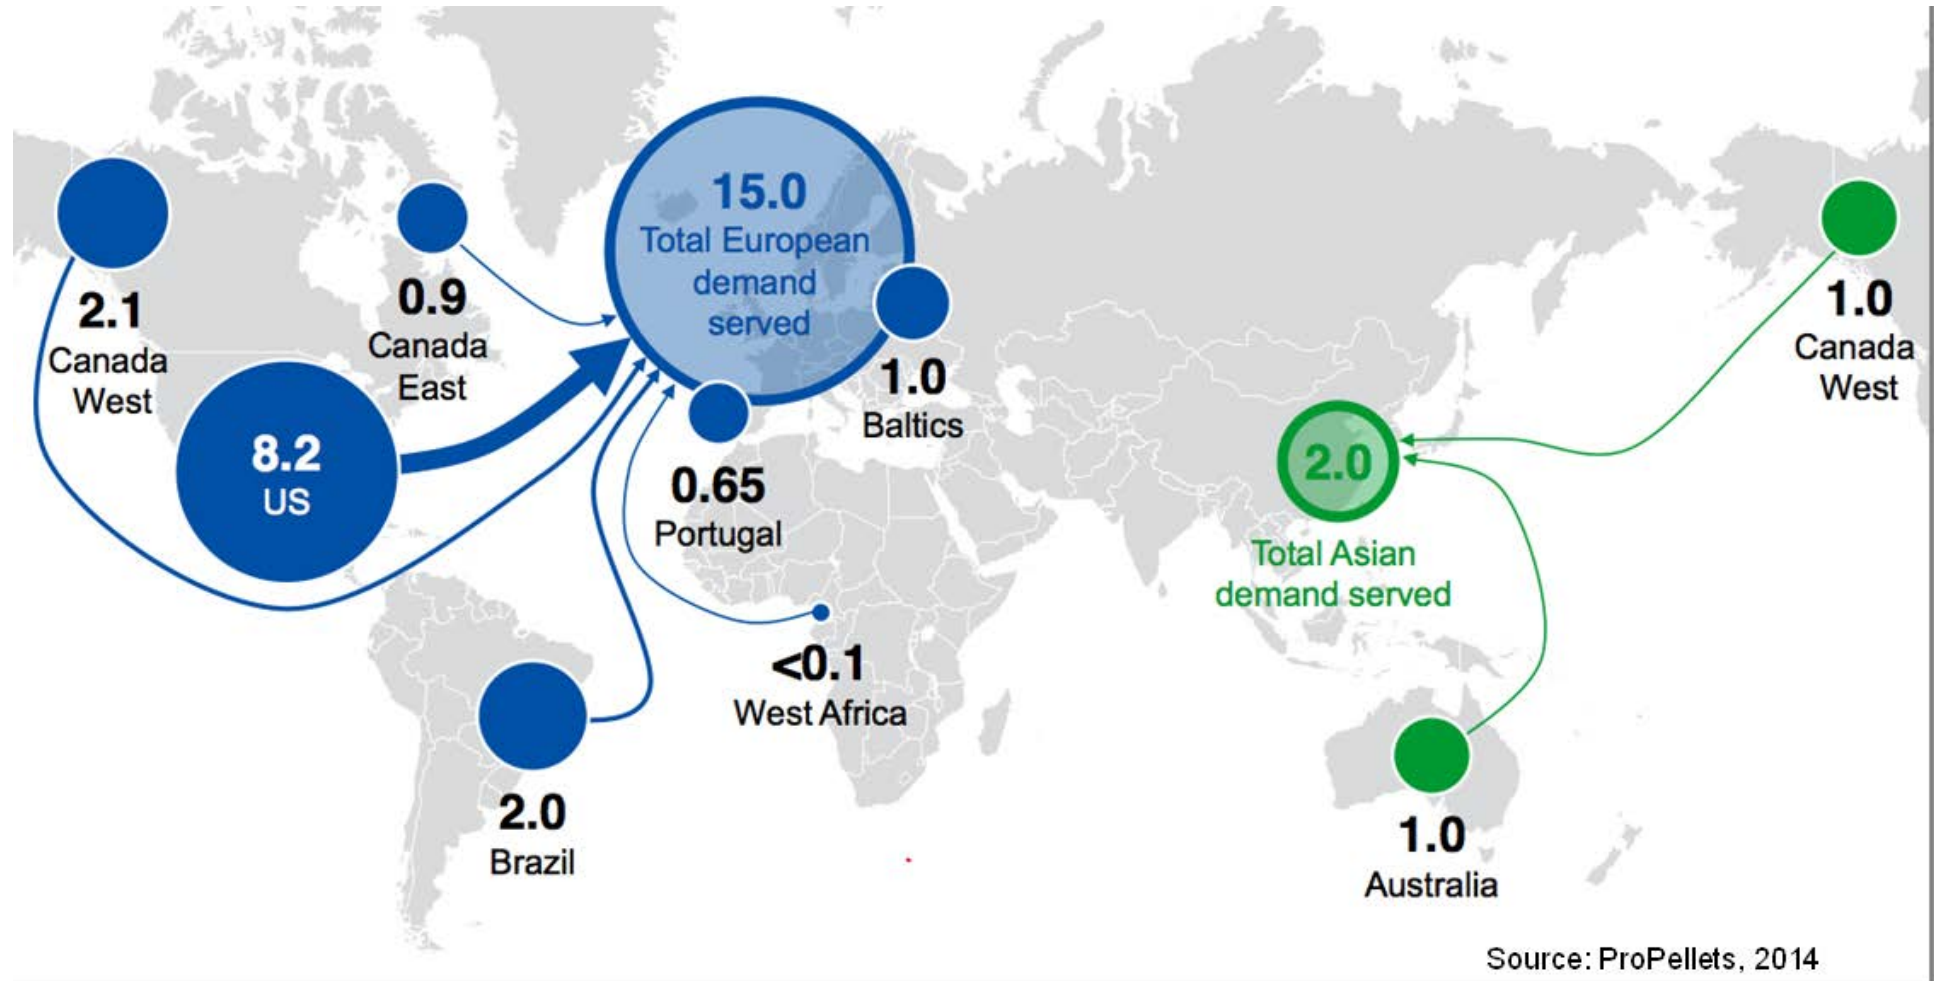 15.0
Total European
demand
served
2.1
Canada
West
0.9
Canada
East
8.2
US
1.0
Baltics
0.65
Portugal
<0.1
West Africa
2.0
Brazil
2.0
Total Asian
demand served
1.0
Canada
West
1.0
Australia
Source: ProPellets, 2014